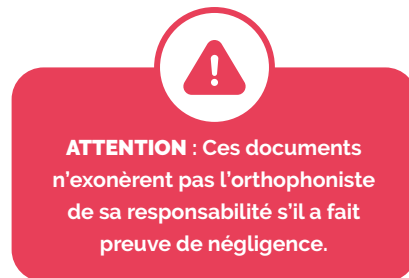 ATTENTION : Ces documents
n’exonèrent pas l’orthophoniste
de sa responsabilité s’il a fait
preuve de négligence.